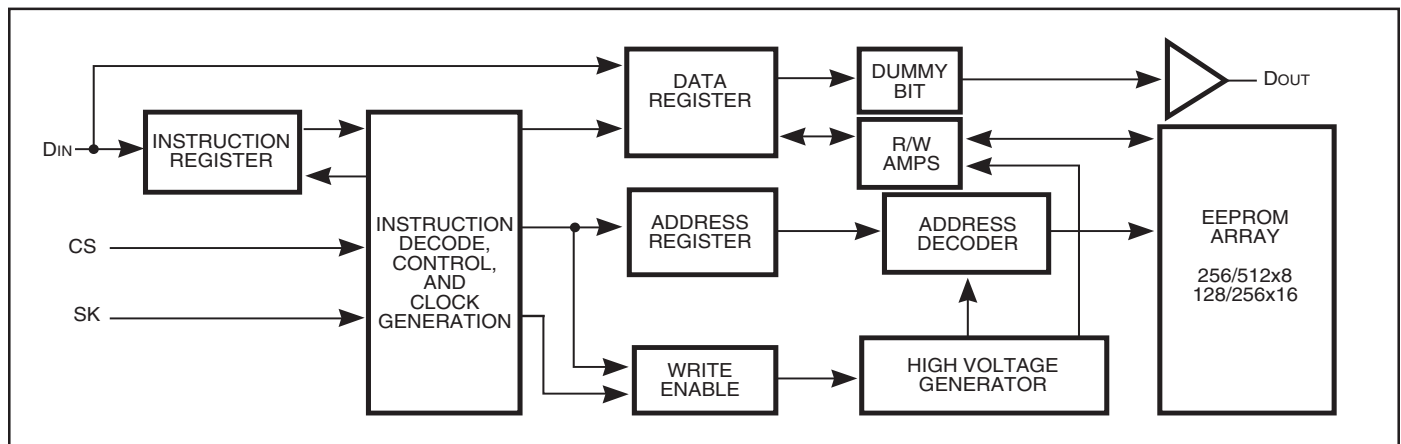 DATA
REGISTER
DUMMY
BIT
DOUT
DIN
INSTRUCTION
REGISTER
R/W
AMPS
CS
SK
INSTRUCTION
DECODE,
CONTROL,
AND
CLOCK
GENERATION
ADDRESS
REGISTER
ADDRESS
DECODER
EEPROM
ARRAY
256/512x8
128/256x16
WRITE
ENABLE
HIGH VOLTAGE
GENERATOR